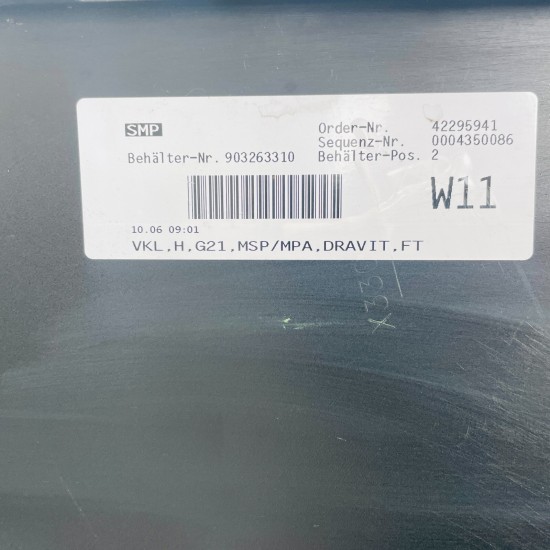 SMP
Order-Nr. 42295941
Sequenz-Nr. 0004350086
Behälter-Nr. 903263310 Behälter-Pos. 2
W11
10.06 09:01
VKL,H,G21,MSP/MPA,DRAVIT,FT